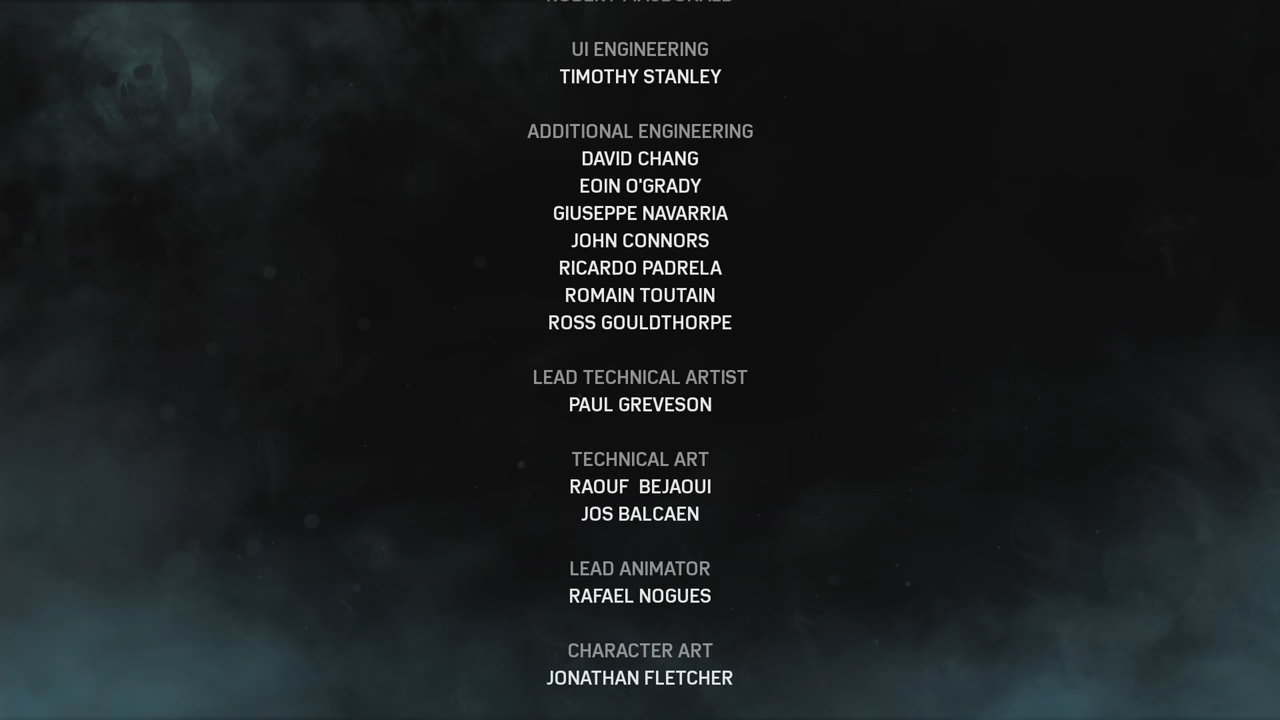 UI ENGINEERING
TIMOTHY STANLEY
ADDITIONAL ENGINEERING
DAVID CHANG
EOIN O'GRADY
GIUSEPPE NAVARRIA
JOHN CONNORS
RICARDO PADRELA
ROMAIN TOUTAIN
ROSS GOULDTHORPE
LEAD TECHNICAL ARTIST
PAUL GREVESON
TECHNICAL ART
RAOUF  BEJAOUI
JOS BALCAEN
LEAD ANIMATOR
RAFAEL NOGUES
CHARACTER ART
JONATHAN FLETCHER